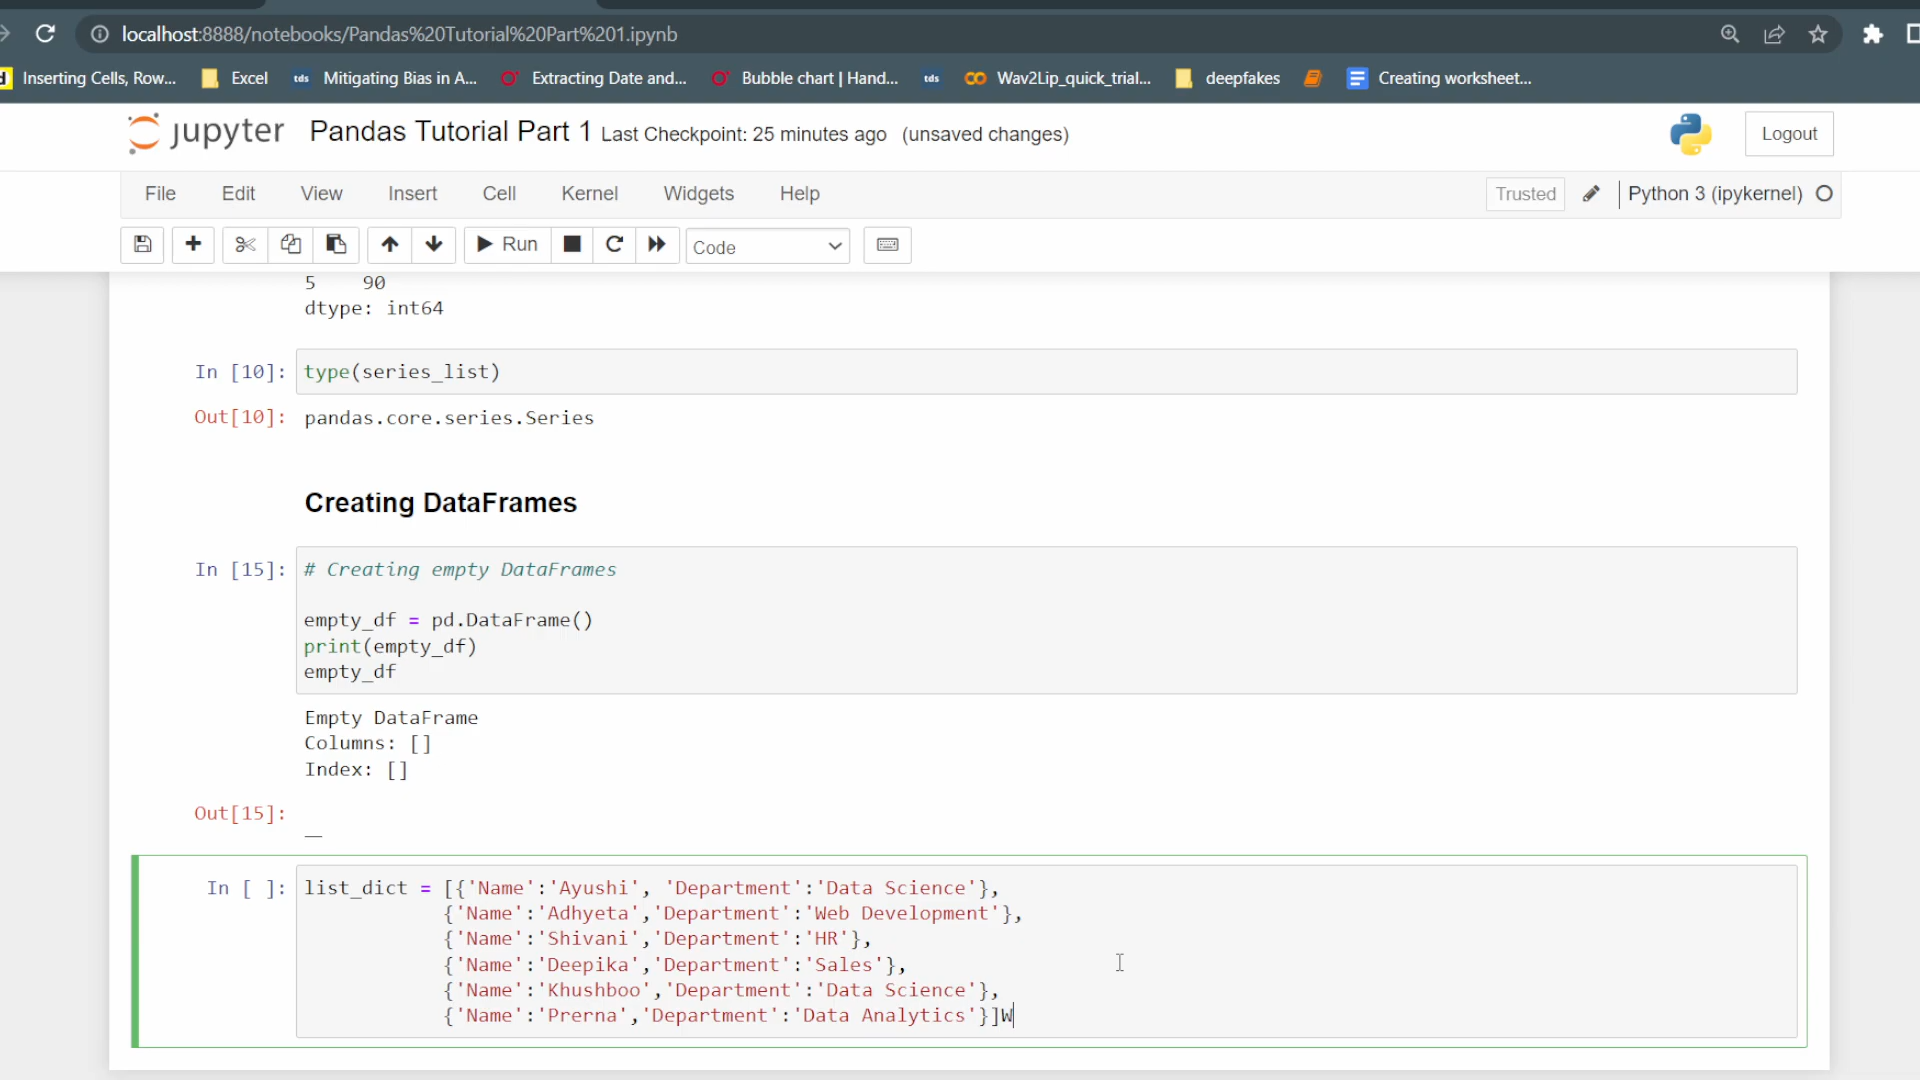 localhost:8888/notebooks/Pandas%20Tutorial%20Part%201.ipynb
Inserting Cells, Row... Excel tds Mitigating Bias in A... Extracting Date and... Bubble chart | Hand... tds Wav2Lip_quick_trial... deepfakes Creating worksheet...
jupyter Pandas Tutorial Part 1 Last Checkpoint: 25 minutes ago (unsaved changes) Logout
File Edit View Insert Cell Kernel Widgets Help Trusted Python 3 (ipykernel)
Run Code
5 90
dtype: int64
In [10]: type(series_list)
Out[10]: pandas.core.series.Series
Creating DataFrames
In [15]: # Creating empty DataFrames
empty_df = pd.DataFrame()
print(empty_df)
empty_df
Empty DataFrame
Columns: []
Index: []
Out[15]:
In [ ]: list_dict = [{'Name':'Ayushi', 'Department':'Data Science'},
{'Name':'Adhyeta','Department':'Web Development'},
{'Name':'Shivani','Department':'HR'},
{'Name':'Deepika','Department':'Sales'},
{'Name':'Khushboo','Department':'Data Science'},
{'Name':'Prerna','Department':'Data Analytics'}]W